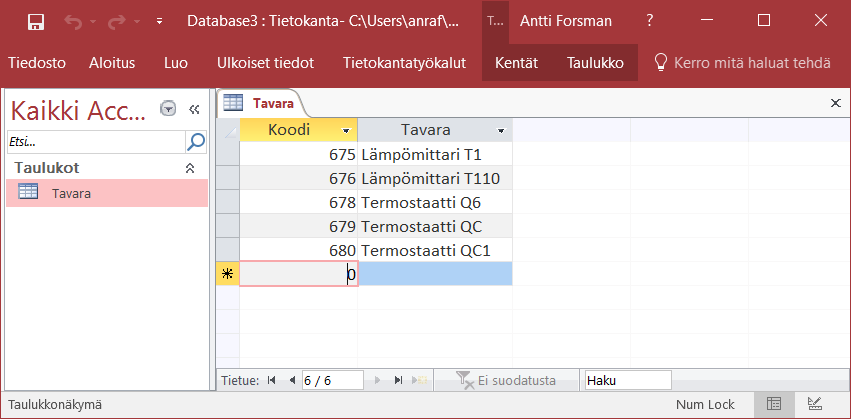 Database3 : Tietokanta- C:\Users\anraf\... T... Antti Forsman ?
Tiedosto Aloitus Luo Ulkoiset tiedot Tietokantatyökalut Kentät Taulukko Kerro mitä haluat tehdä
Kaikki Acc...
Etsi...
Taulukot
Tavara
Tavara
Koodi Tavara
675 Lämpömittari T1
676 Lämpömittari T110
678 Termostaatti Q6
679 Termostaatti QC
680 Termostaatti QC1
0
Tietue: 6 / 6 Ei suodatusta Haku
Taulukkonäkymä Num Lock